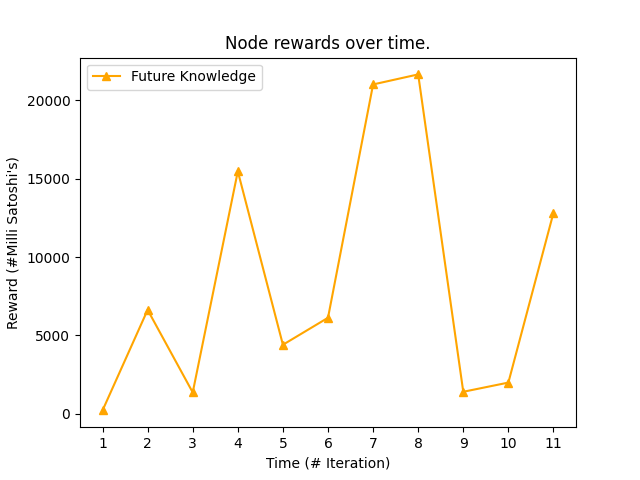 Node rewards over time.
Future Knowledge
Reward (#Milli Satoshi's)
20000
15000
10000
5000
0
1 2 3 4 5 6 7 8 9 10 11
Time (# Iteration)